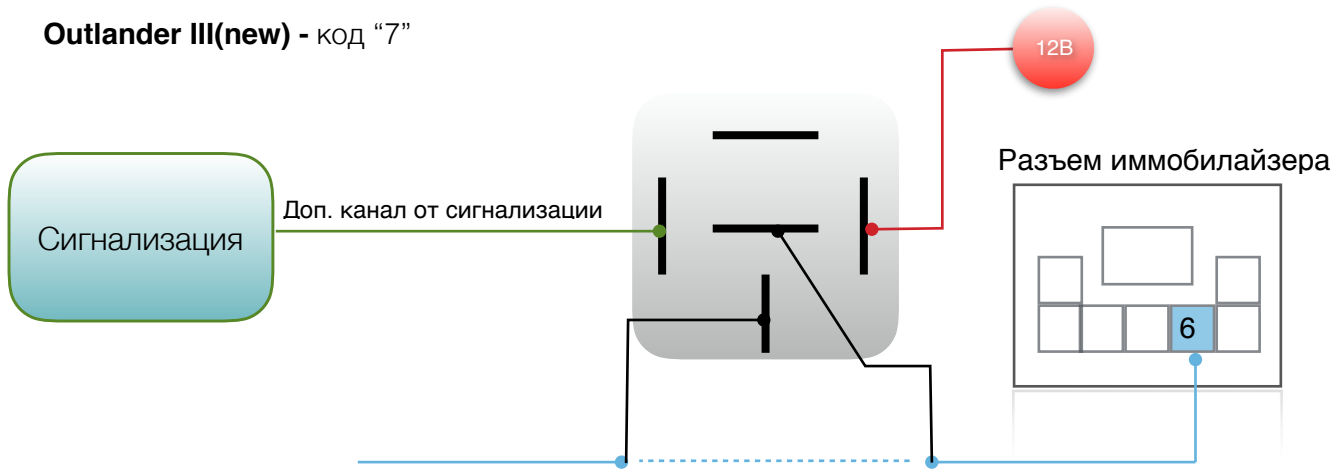 Outlander III(new) - код “7”
12В
Разъем иммобилайзера
Доп. канал от сигнализации
Сигнализация
6